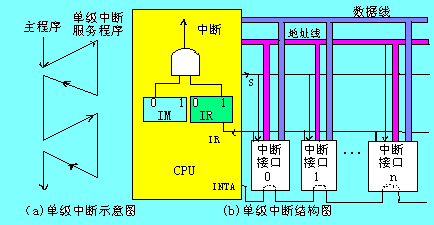 主程序
单级中断
服务程序
中断
0 1
0 1
IM
IR
CPU
IR
INTA
数据线
地址线
S
中断
接口
0
中断
接口
1
...
中断
接口
n
(a)单级中断示意图
(b)单级中断结构图